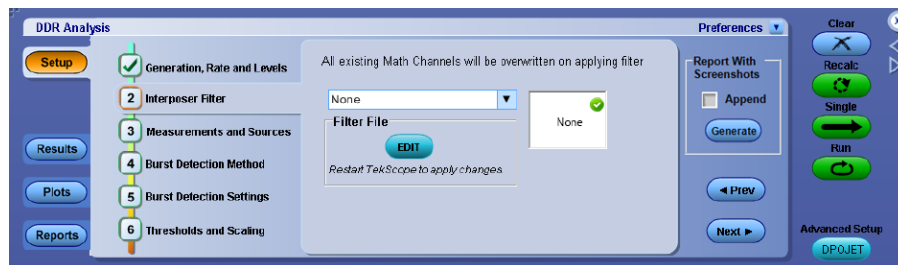 DDR Analysis
Preferences
Clear
Setup
Generation, Rate and Levels
All existing Math Channels will be overwritten on applying filter
Report With
Screenshots
Recalc
2 Interposer Filter
None
None
Append
Single
Filter File
3 Measurements and Sources
EDIT
Generate
Results
Restart TekScope to apply changes
Run
4 Burst Detection Method
Plots
5 Burst Detection Settings
◄ Prev
Reports
6 Thresholds and Scaling
Next ►
Advanced Setup
DPOJET